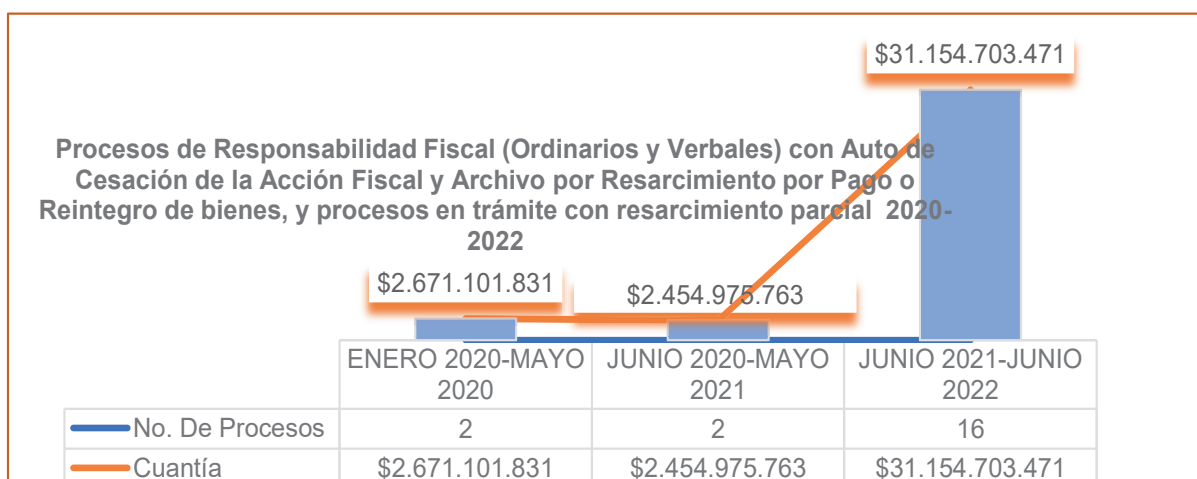 $31.154.703.471
Procesos de Responsabilidad Fiscal (Ordinarios y Verbales) con Auto de
Cesación de la Acción Fiscal y Archivo por Resarcimiento por Pago o
Reintegro de bienes, y procesos en trámite con resarcimiento parcial 2020-
2022
$2.671.101.831
$2.454.975.763
ENERO 2020-MAYO
2020
JUNIO 2020-MAYO
2021
JUNIO 2021-JUNIO
2022
No. De Procesos 2 2 16
Cuantía $2.671.101.831 $2.454.975.763 $31.154.703.471